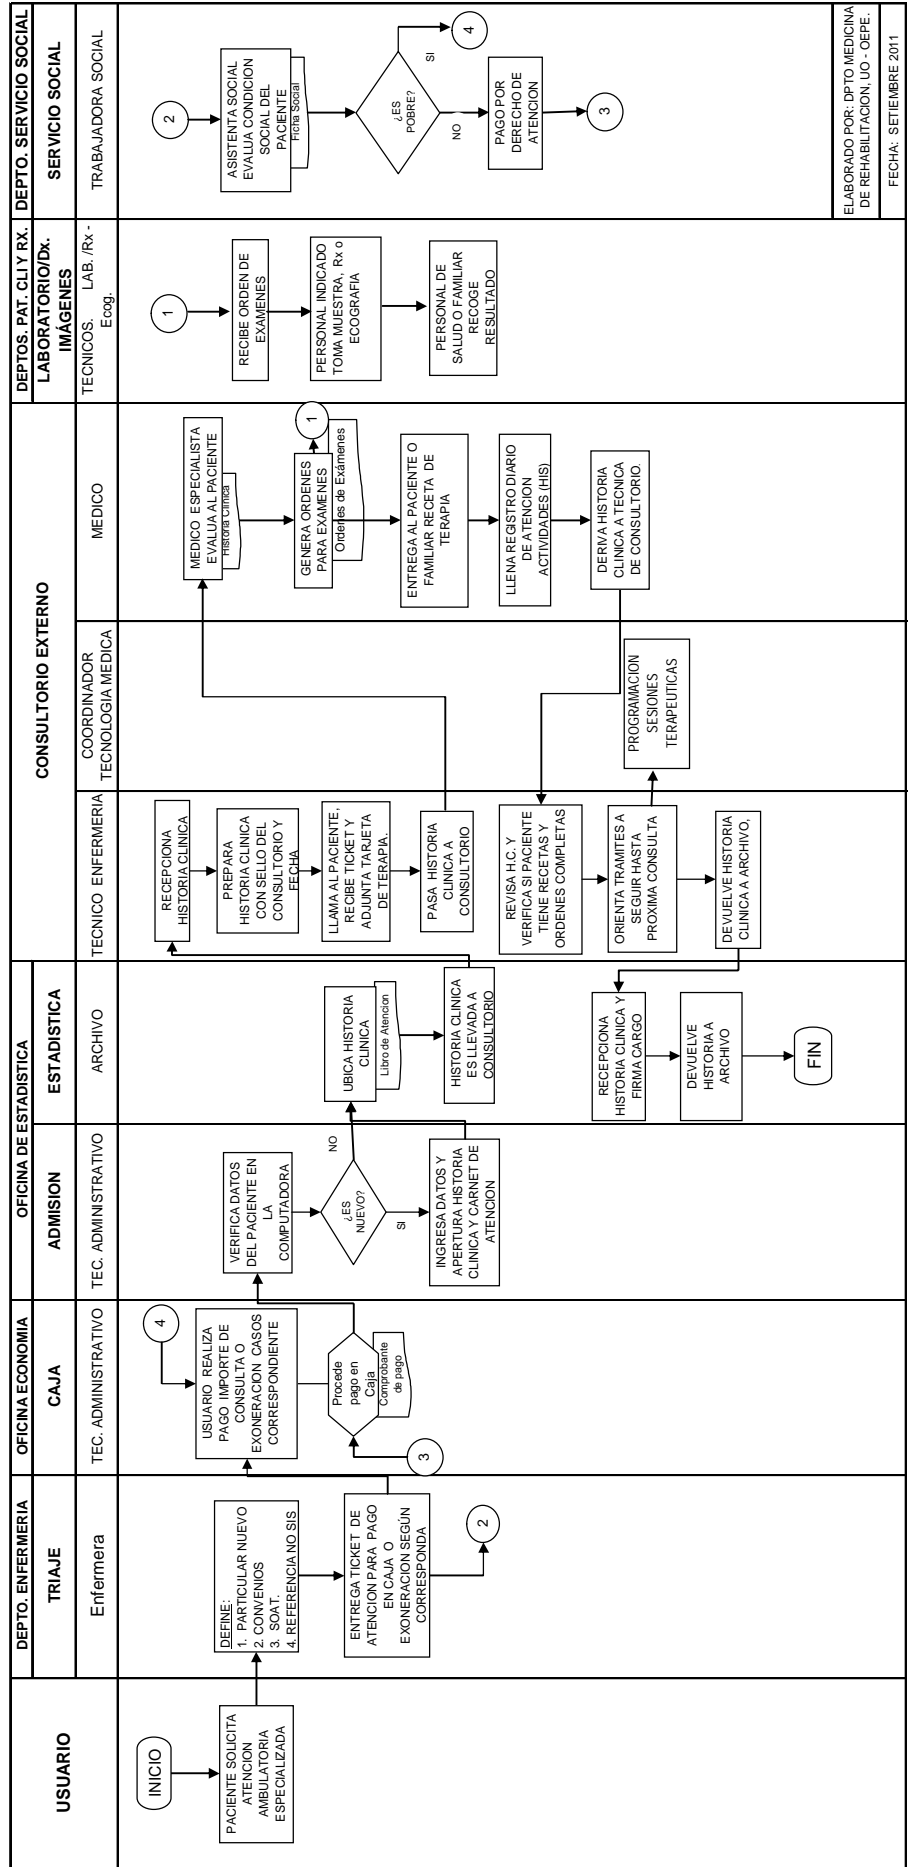 USUARIO
DEPTO. ENFERMERIA
TRIAJE
Enfermera
OFICINA ECONOMIA
CAJA
TEC. ADMINISTRATIVO
OFICINA DE ESTADISTICA
ADMISION
TEC. ADMINISTRATIVO
ESTADISTICA
ARCHIVO
CONSULTORIO EXTERNO
TECNICO ENFERMERIA
COORDINADOR
TECNOLOGIA MEDICA
MEDICO
DEPTOS. PAT. CLI Y RX.
LABORATORIO/Dx.
IMÁGENES
TECNICOS. LAB. /Rx -
Ecog.
DEPTO. SERVICIO SOCIAL
SERVICIO SOCIAL
TRABAJADORA SOCIAL
INICIO
PACIENTE SOLICITA
ATENCION
AMBULATORIA
ESPECIALIZADA
DEFINE:
1. PARTICULAR NUEVO
2. CONVENIOS
3. SOAT.
4. REFERENCIA NO SIS
ENTREGA TICKET DE
ATENCION PARA PAGO
EN CAJA O
EXONERACION SEGÚN
CORRESPONDA
2
4
USUARIO REALIZA
PAGO IMPORTE DE
CONSULTA O
EXONERACION CASOS
CORRESPONDIENTE
Procede
pago en
Caja
Comprobante
de pago
3
VERIFICA DATOS
DEL PACIENTE EN
LA
COMPUTADORA
¿ES
NUEVO?
NO
SI
INGRESA DATOS Y
APERTURA HISTORIA
CLINICA Y CARNET DE
ATENCION
UBICA HISTORIA
CLINICA
Libro de Atencion
HISTORIA CLINICA
ES LLEVADA A
CONSULTORIO
RECEPCIONA
HISTORIA CLINICA Y
FIRMA CARGO
DEVUELVE
HISTORIA A
ARCHIVO
FIN
RECEPCIONA
HISTORIA CLINICA
PREPARA
HISTORIA CLINICA
CON SELLO DEL
CONSULTORIO Y
FECHA
LLAMA AL PACIENTE,
RECIBE TICKET Y
ADJUNTA TARJETA
DE TERAPIA.
PASA HISTORIA
CLINICA A
CONSULTORIO
REVISA H.C. Y
VERIFICA SI PACIENTE
TIENE RECETAS Y
ORDENES COMPLETAS
ORIENTA TRAMITES A
SEGUIR HASTA
PROXIMA CONSULTA
DEVUELVE HISTORIA
CLINICA A ARCHIVO,
PROGRAMACION
SESIONES
TERAPEUTICAS
MEDICO ESPECIALISTA
EVALUA AL PACIENTE
Historia Clinica
GENERA ORDENES
PARA EXAMENES
Ordenes de Exámenes
1
ENTREGA AL PACIENTE O
FAMILIAR RECETA DE
TERAPIA
LLENA REGISTRO DIARIO
DE ATENCION
ACTIVIDADES (HIS)
DERIVA HISTORIA
CLINICA A TECNICA
DE CONSULTORIO.
1
RECIBE ORDEN DE
EXAMENES
PERSONAL INDICADO
TOMA MUESTRA, Rx o
ECOGRAFIA
PERSONAL DE
SALUD O FAMILIAR
RECOGE
RESULTADO
2
ASISTENTA SOCIAL
EVALUA CONDICION
SOCIAL DEL
PACIENTE
Ficha Social
¿ES
POBRE?
SI
4
NO
PAGO POR
DERECHO DE
ATENCION
3
ELABORADO POR: DPTO MEDICINA
DE REHABILITACION, UO - OEPE.
FECHA: SETIEMBRE 2011